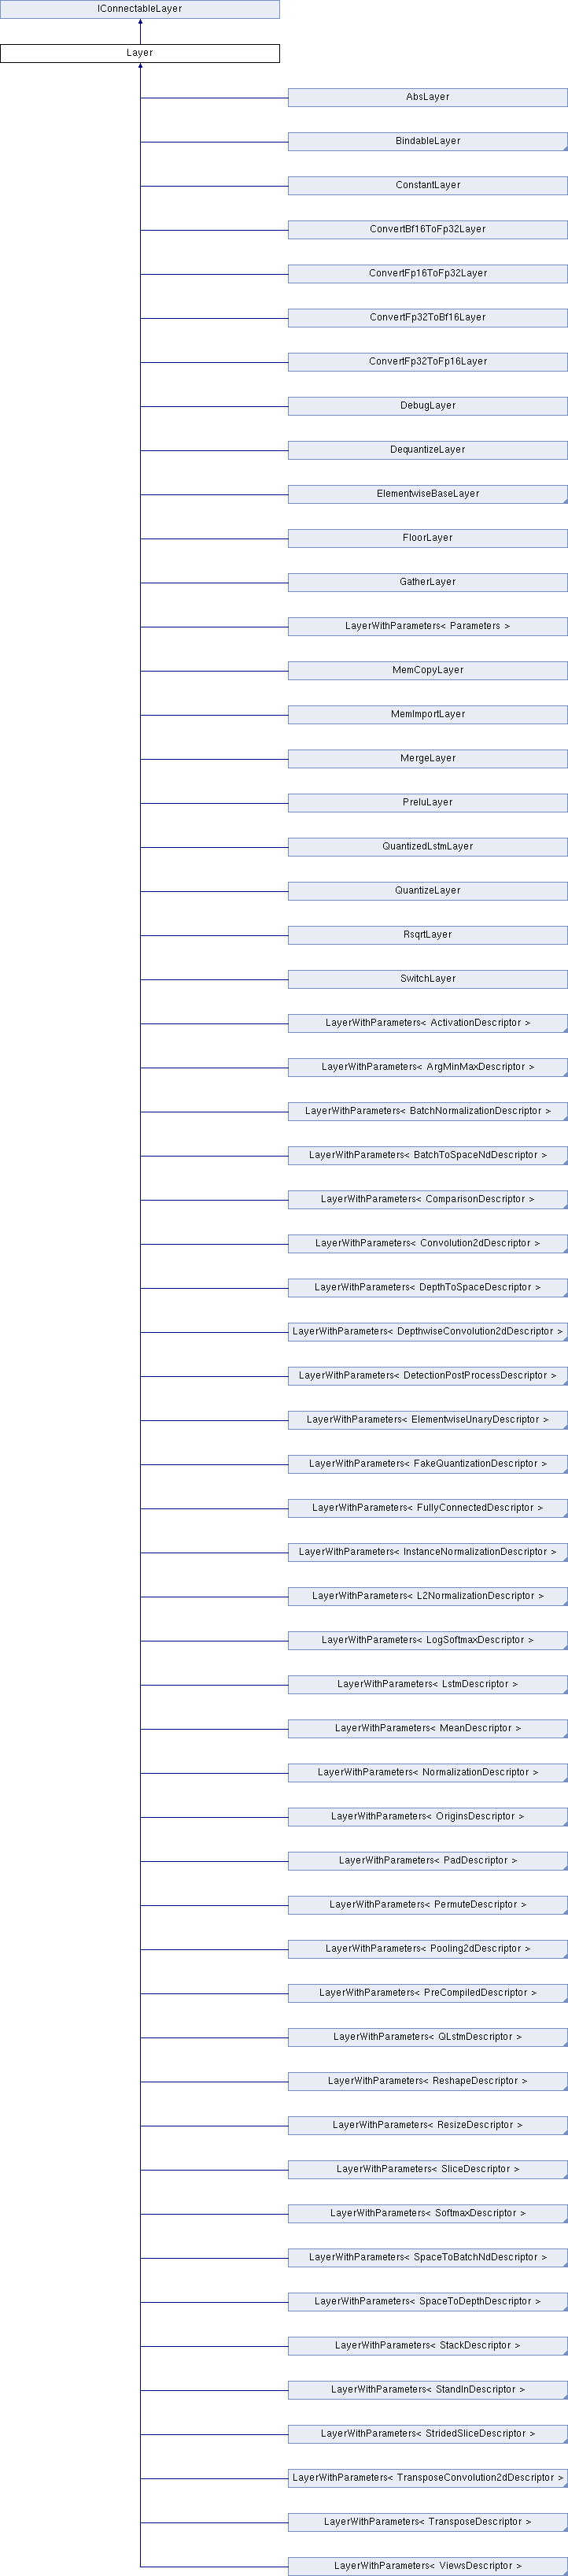 IConnectableLayer
Layer
AbsLayer
BindableLayer
ConstantLayer
ConvertBf16ToFp32Layer
ConvertFp16ToFp32Layer
ConvertFp32ToBf16Layer
ConvertFp32ToFp16Layer
DebugLayer
DequantizeLayer
ElementwiseBaseLayer
FloorLayer
GatherLayer
LayerWithParameters< Parameters >
MemCopyLayer
MemImportLayer
MergeLayer
PreluLayer
QuantizedLstmLayer
QuantizeLayer
RsqrtLayer
SwitchLayer
LayerWithParameters< ActivationDescriptor >
LayerWithParameters< ArgMinMaxDescriptor >
LayerWithParameters< BatchNormalizationDescriptor >
LayerWithParameters< BatchToSpaceNdDescriptor >
LayerWithParameters< ComparisonDescriptor >
LayerWithParameters< Convolution2dDescriptor >
LayerWithParameters< DepthToSpaceDescriptor >
LayerWithParameters< DepthwiseConvolution2dDescriptor >
LayerWithParameters< DetectionPostProcessDescriptor >
LayerWithParameters< ElementwiseUnaryDescriptor >
LayerWithParameters< FakeQuantizationDescriptor >
LayerWithParameters< FullyConnectedDescriptor >
LayerWithParameters< InstanceNormalizationDescriptor >
LayerWithParameters< L2NormalizationDescriptor >
LayerWithParameters< LogSoftmaxDescriptor >
LayerWithParameters< LstmDescriptor >
LayerWithParameters< MeanDescriptor >
LayerWithParameters< NormalizationDescriptor >
LayerWithParameters< OriginsDescriptor >
LayerWithParameters< PadDescriptor >
LayerWithParameters< PermuteDescriptor >
LayerWithParameters< Pooling2dDescriptor >
LayerWithParameters< PreCompiledDescriptor >
LayerWithParameters< QLstmDescriptor >
LayerWithParameters< ReshapeDescriptor >
LayerWithParameters< ResizeDescriptor >
LayerWithParameters< SliceDescriptor >
LayerWithParameters< SoftmaxDescriptor >
LayerWithParameters< SpaceToBatchNdDescriptor >
LayerWithParameters< SpaceToDepthDescriptor >
LayerWithParameters< StackDescriptor >
LayerWithParameters< StandInDescriptor >
LayerWithParameters< StridedSliceDescriptor >
LayerWithParameters< TransposeConvolution2dDescriptor >
LayerWithParameters< TransposeDescriptor >
LayerWithParameters< ViewsDescriptor >